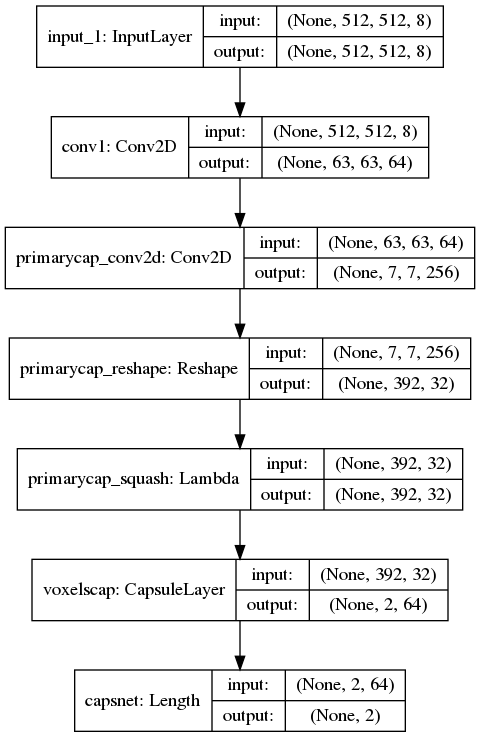 input_1: InputLayer
input: (None, 512, 512, 8)
output: (None, 512, 512, 8)
conv1: Conv2D
input: (None, 512, 512, 8)
output: (None, 63, 63, 64)
primarycap_conv2d: Conv2D
input: (None, 63, 63, 64)
output: (None, 7, 7, 256)
primarycap_reshape: Reshape
input: (None, 7, 7, 256)
output: (None, 392, 32)
primarycap_squash: Lambda
input: (None, 392, 32)
output: (None, 392, 32)
voxelscap: CapsuleLayer
input: (None, 392, 32)
output: (None, 2, 64)
capsnet: Length
input: (None, 2, 64)
output: (None, 2)